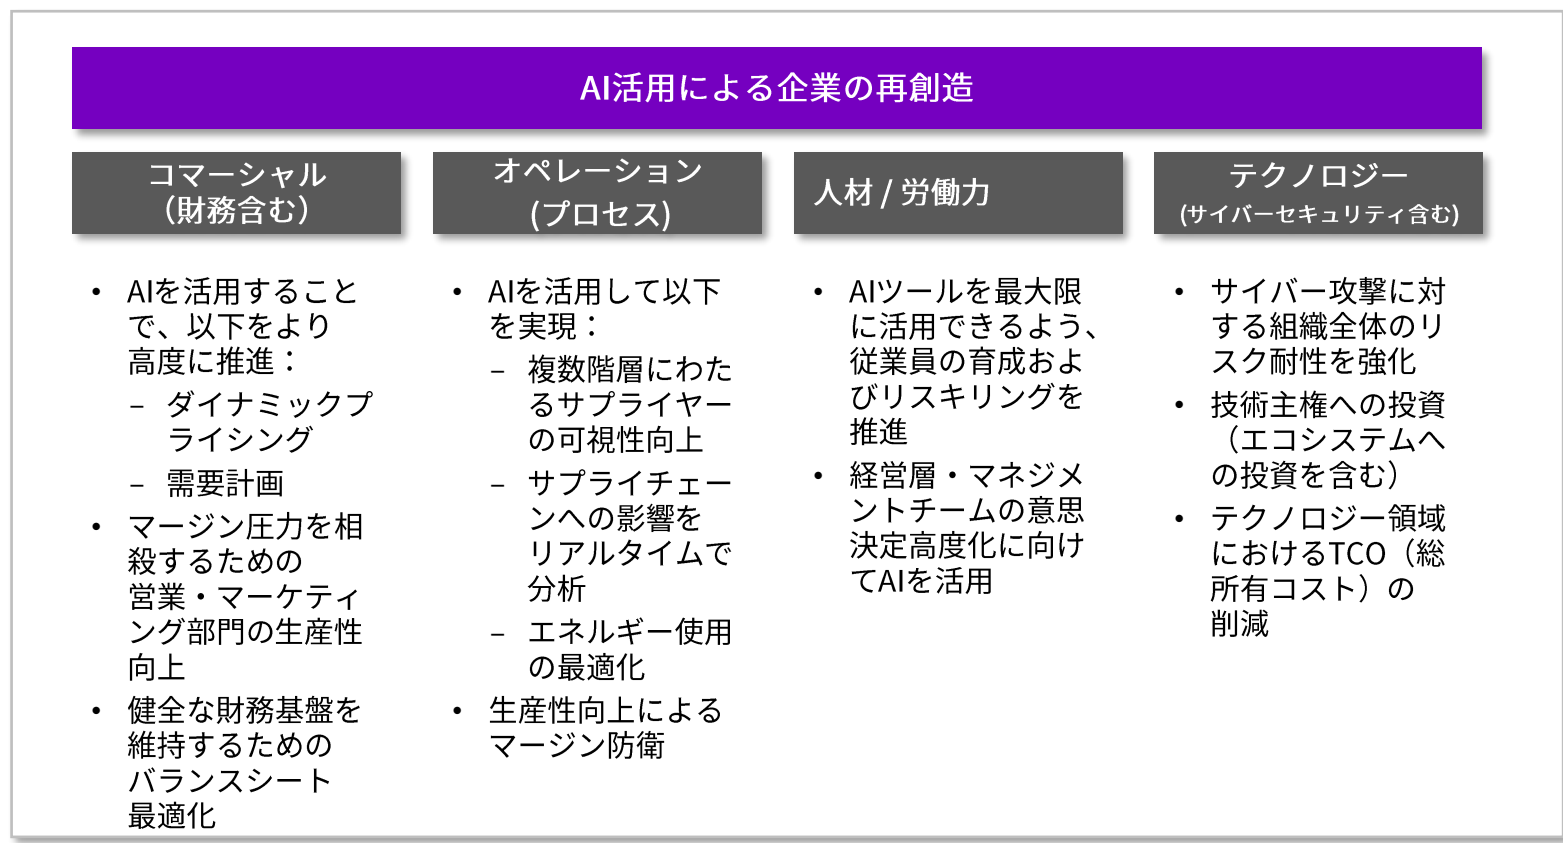 AI活用による企業の再創造
コマーシャル
（財務含む）
• AIを活用すること
で、以下をより
高度に推進：
– ダイナミックプ
ライシング
– 需要計画
• マージン圧力を相
殺するための
営業・マーケティ
ング部門の生産性
向上
• 健全な財務基盤を
維持するための
バランスシート
最適化
オペレーション
(プロセス)
• AIを活用して以下
を実現：
– 複数階層にわた
るサプライヤー
の可視性向上
– サプライチェー
ンへの影響を
リアルタイムで
分析
– エネルギー使用
の最適化
• 生産性向上による
マージン防衛
人材 / 労働力
• AIツールを最大限
に活用できるよう、
従業員の育成およ
びリスキリングを
推進
• 経営層・マネジメ
ントチームの意思
決定高度化に向け
てAIを活用
テクノロジー
(サイバーセキュリティ含む)
• サイバー攻撃に対
する組織全体のリ
スク耐性を強化
• 技術主権への投資
（エコシステムへ
の投資を含む）
• テクノロジー領域
におけるTCO（総
所有コスト）の
削減